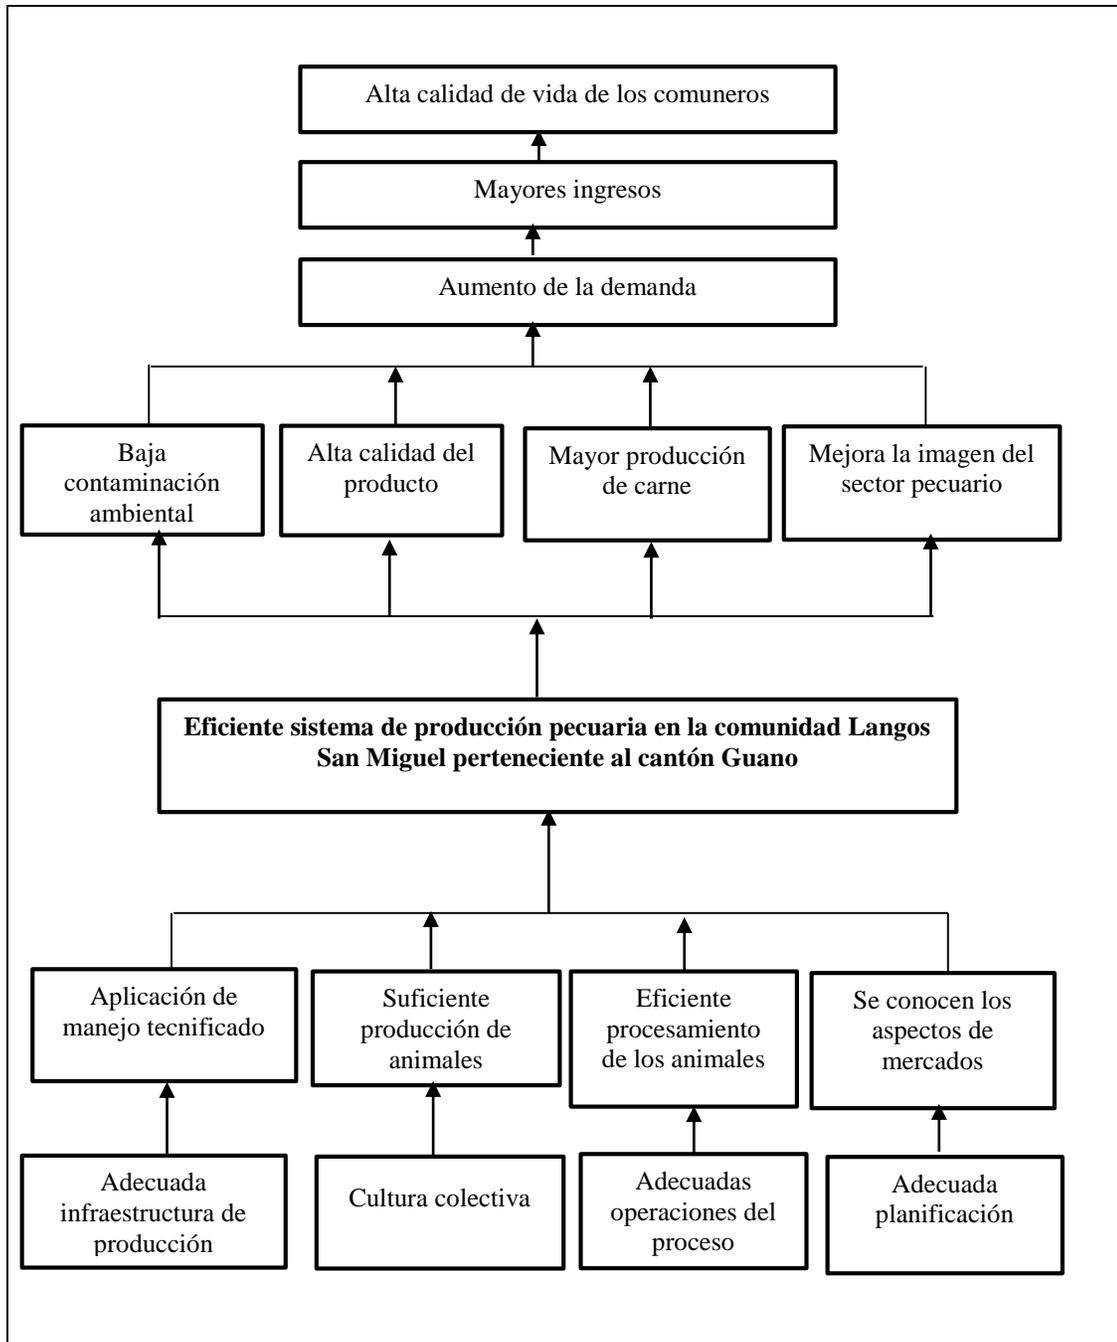 Alta calidad de vida de los comuneros
Mayores ingresos
Aumento de la demanda
Baja
contaminación
ambiental
Alta calidad del
producto
Mayor producción
de carne
Mejora la imagen del
sector pecuario
Eficiente sistema de producción pecuaria en la comunidad Langos
San Miguel perteneciente al cantón Guano
Aplicación de
manejo tecnificado
Suficiente
producción de
animales
Eficiente
procesamiento
de los animales
Se conocen los
aspectos de
mercados
Adecuada
infraestructura de
producción
Cultura colectiva
Adecuadas
operaciones del
proceso
Adecuada
planificación